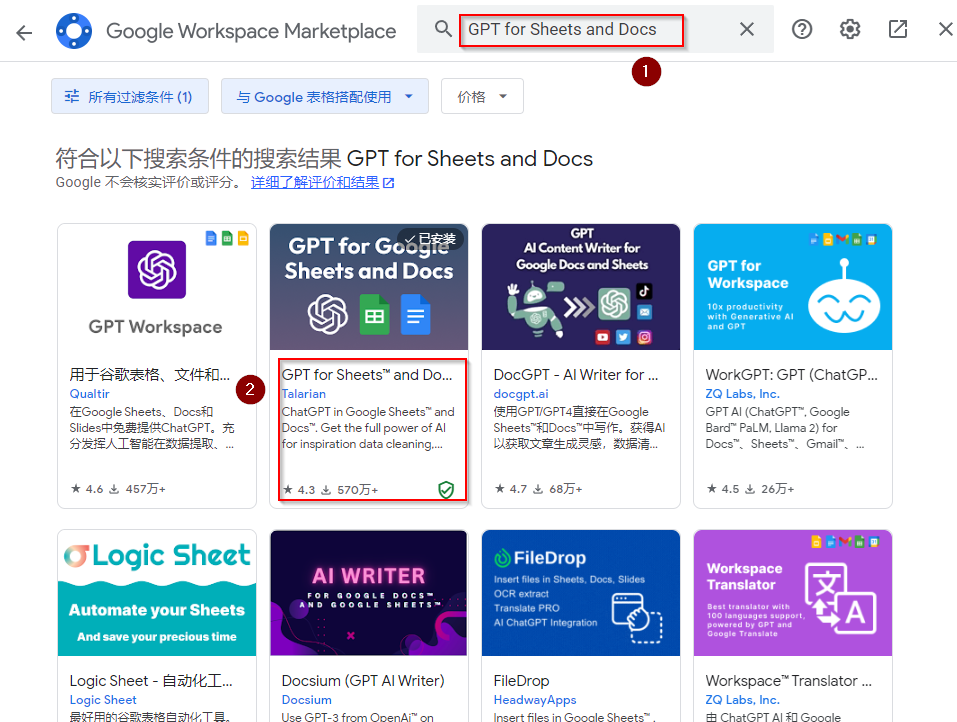 Google Workspace Marketplace
GPT for Sheets and Docs
1
所有过滤条件 (1)
与 Google 表格搭配使用
价格
符合以下搜索条件的搜索结果 GPT for Sheets and Docs
Google 不会核实评价或评分。 详细了解评价和结果
GPT Workspace
用于谷歌表格、文件和...
Qualtir
在Google Sheets、Docs和
Slides中免费提供ChatGPT。充
分发挥人工智能在数据提取、...
4.6 457万+
已安装
GPT for Google
Sheets and Docs
2
GPT for Sheets™ and Do...
Talarian
ChatGPT in Google Sheets™ and
Docs™. Get the full power of AI
for inspiration data cleaning,...
4.3 570万+
GPT
AI Content Writer for
Google Docs and Sheets
DocGPT - AI Writer for ...
docgpt.ai
使用GPT/GPT4直接在Google
Sheets™和Docs™中写作。获得AI
以获取文章生成灵感，数据清...
4.7 68万+
GPT for
Workspace
10x productivity
with Generative AI
and GPT
WorkGPT: GPT (ChatGP...
ZQ Labs, Inc.
GPT AI (ChatGPT™, Google
Bard™ PaLM, Llama 2) for
Docs™, Sheets™, Gmail™, ...
4.5 26万+
Logic Sheet
Automate your Sheets
And save your precious time
Logic Sheet - 自动化工...
Logic Sheet
最好用的谷歌表格自动化工具。
AI WRITER
FOR GOOGLE DOCS™
AND GOOGLE SHEETS™
Docsium (GPT AI Writer)
Docsium
Use GPT-3 from OpenAI™ on
FileDrop
Insert files in Sheets, Docs, Slides
OCR extract
Translate PRO
AI ChatGPT Integration
FileDrop
HeadwayApps
Insert files in Google Sheets™,
Workspace
Translator
Best translator with
100 languages support,
powered by GPT and
Google Translate
文
A
Workspace™ Translator ...
ZQ Labs, Inc.
由 ChatGPT AI 和 Google